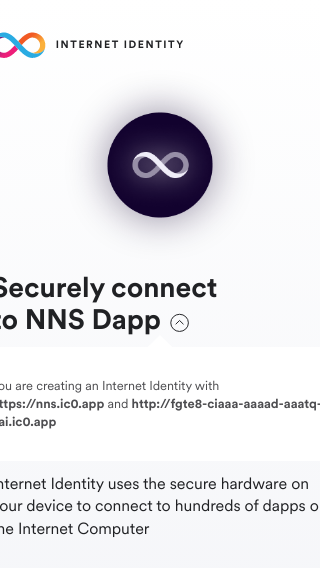 INTERNET IDENTITY
Securely connect
to NNS Dapp
ou are creating an Internet Identity with
ttps://nns.ic0.app and http://fgte8-ciaaa-aaaad-aaatq-
ai.ic0.app
nternet Identity uses the secure hardware on
our device to connect to hundreds of dapps o
he Internet Computer